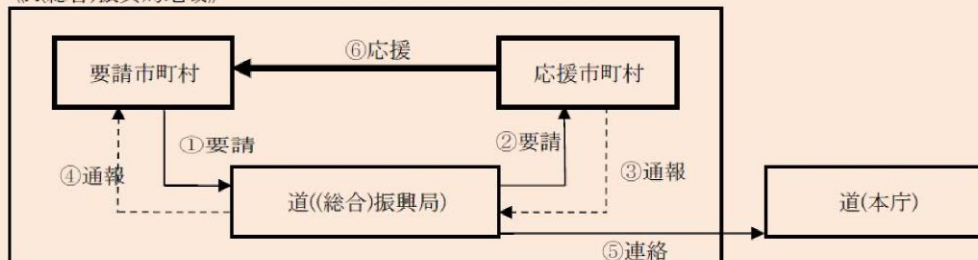 ⑥応援
要請市町村
応援市町村
①要請
②要請
④通報
③通報
道((総合)振興局)
道(本庁)
⑤連絡